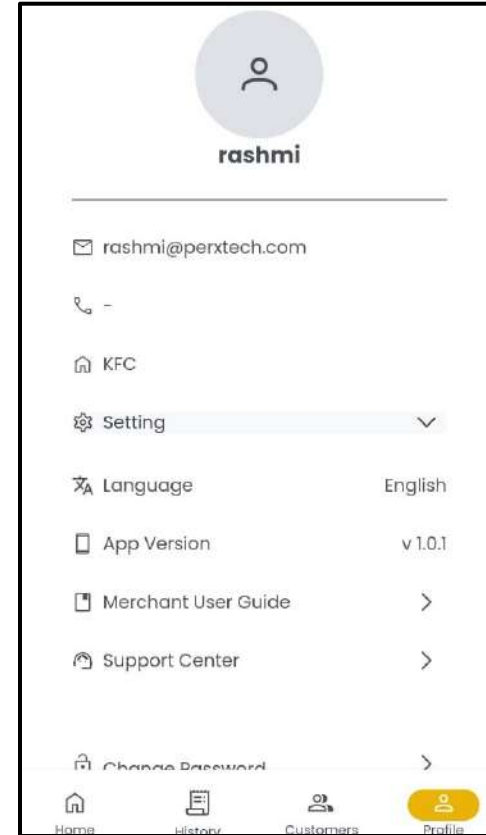 rashmi
rashmi@perxtech.com
-
KFC
Setting
Language English
App Version v 1.0.1
Merchant User Guide
Support Center
Change Password
Home History Customers Profile